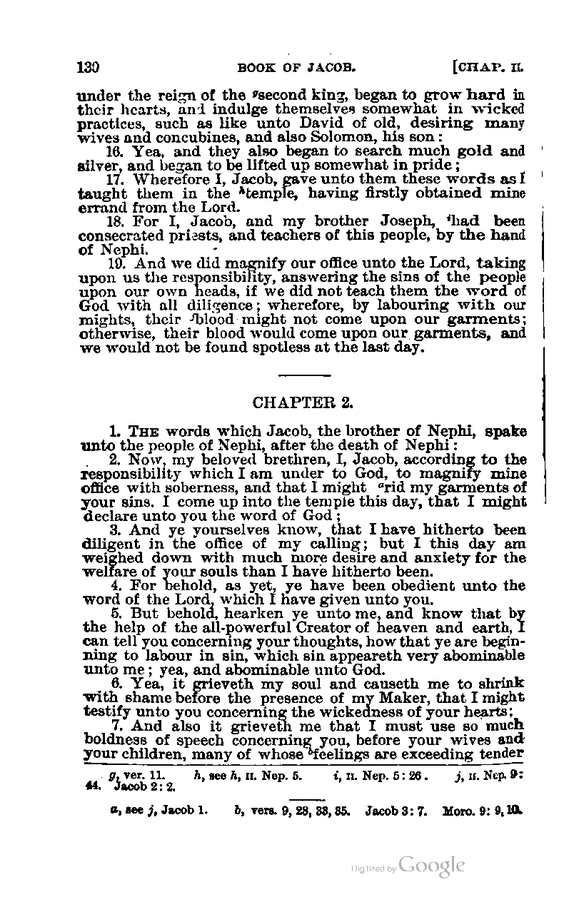 130 BOOK OF JACOB. [CHAP. II.
under the reign of the gsecond king, began to grow hard in
their hearts, and indulge themselves somewhat in wicked
practices, such as like unto David of old, desiring many
wives and concubines, and also Solomon, his son:
16. Yea, and they also began to search much gold and
silver, and began to be lifted up somewhat in pride;
17. Wherefore I, Jacob, gave unto them these words as I
taught them in the htemple, having firstly obtained mine
errand from the Lord.
18. For I, Jacob, and my brother Joseph, ihad been
consecrated priests, and teachers of this people, by the hand
of Nephi.
19. And we did magnify our office unto the Lord, taking
upon us the responsibility, answering the sins of the people
upon our own heads, if we did not teach them the word of
God with all diligence; wherefore, by labouring with our
mights, their jblood might not come upon our garments;
otherwise, their blood would come upon our garments, and
we would not be found spotless at the last day.
CHAPTER 2.
1. THE words which Jacob, the brother of Nephi, spake
unto the people of Nephi, after the death of Nephi:
2. Now, my beloved brethren, I, Jacob, according to the
responsibility which I am under to God, to magnify mine
office with soberness, and that I might arid my garments of
your sins. I come up into the temple this day, that I might
declare unto you the word of God;
3. And ye yourselves know, that I have hitherto been
diligent in the office of my calling; but I this day am
weighed down with much more desire and anxiety for the
welfare of your souls than I have hitherto been.
4. For behold, as yet, ye have been obedient unto the
word of the Lord, which I have given unto you.
5. But behold, hearken ye unto me, and know that by
the help of the all-powerful Creator of heaven and earth, I
can tell you concerning your thoughts, how that ye are begin-
ning to labour in sin, which sin appeareth very abominable
unto me; yea, and abominable unto God.
6. Yea, it grieveth my soul and causeth me to shrink
with shame before the presence of my Maker, that I might
testify unto you concerning the wickedness of your hearts;
7. And also it grieveth me that I must use so much
boldness of speech concerning you, before your wives and
your children, many of whose bfeelings are exceeding tender
g, ver. 11. h, see h, II. Nep. 5. i, II. Nep. 5:26. j, II. Nep. 9:
44. Jacob 2:2.
a, see j, Jacob 1. b, vers. 9, 28, 33, 35. Jacob 3:7. Moro. 9:9, 10.
Digitized by Google